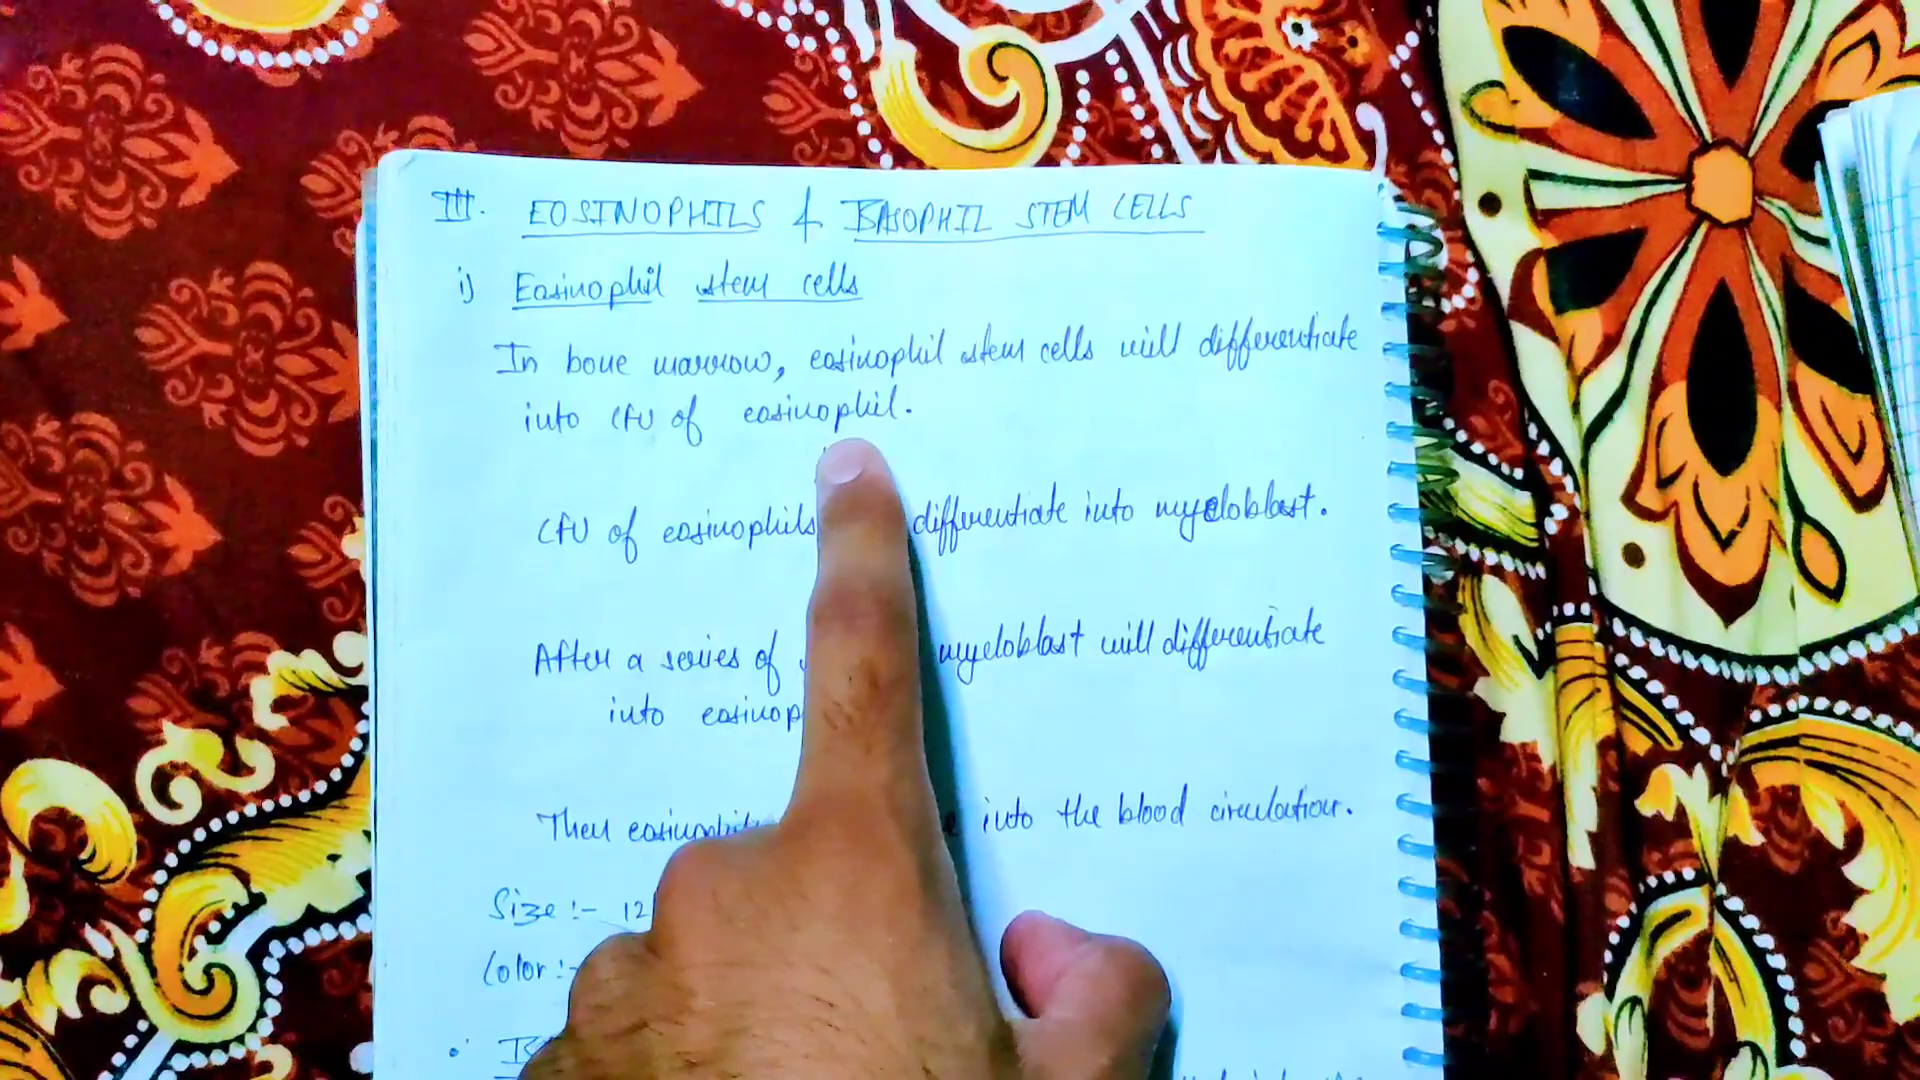 III. EOSINOPHILS & BASOPHIL STEM CELLS
i) Eosinophil stem cells
In bone marrow, eosinophil stem cells will differentiate
into CFU of eosinophil.
CFU of eosinophils differentiate into myeloblast.
After a series of myeloblast will differentiate
into
Then into the blood circulation.
Size :- 12
Color :-